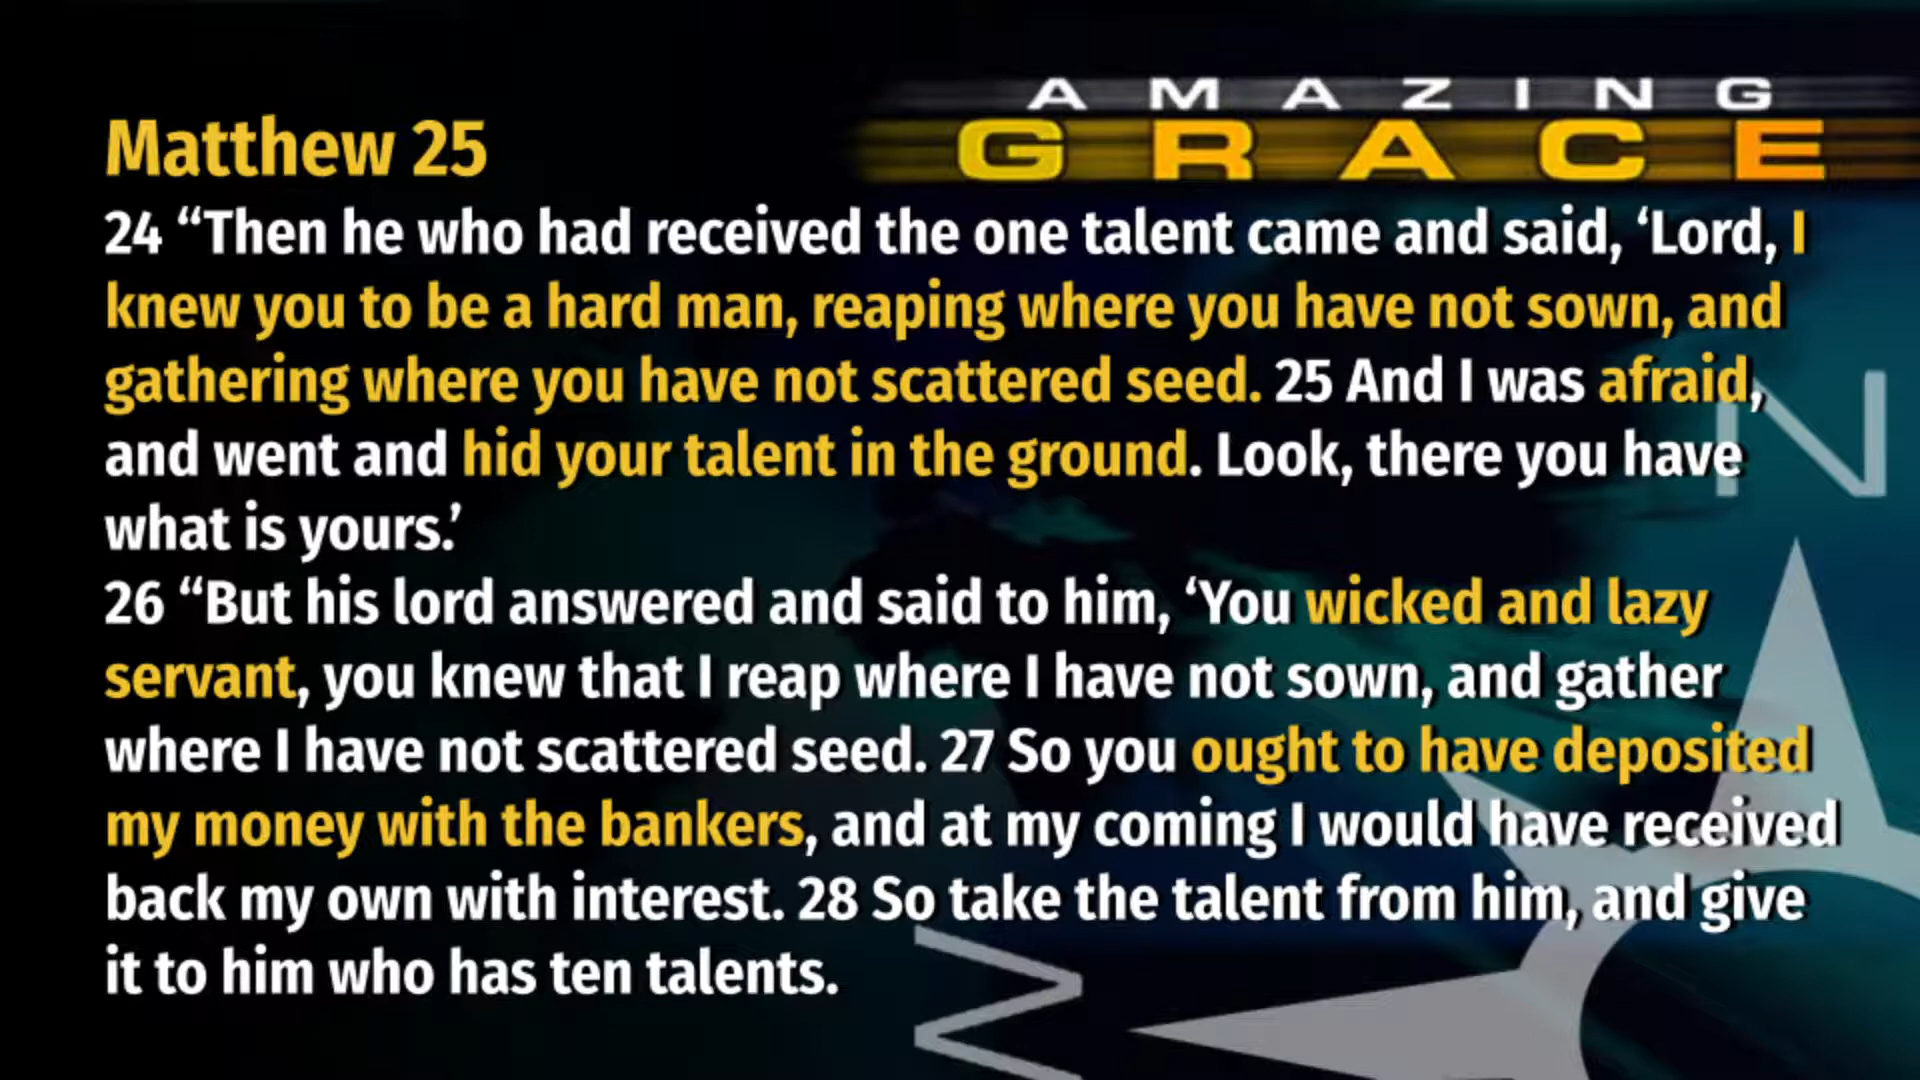 AMAZING
GRACE
Matthew 25
24 “Then he who had received the one talent came and said, ‘Lord, I
knew you to be a hard man, reaping where you have not sown, and
gathering where you have not scattered seed. 25 And I was afraid,
and went and hid your talent in the ground. Look, there you have
what is yours.’
26 “But his lord answered and said to him, ‘You wicked and lazy
servant, you knew that I reap where I have not sown, and gather
where I have not scattered seed. 27 So you ought to have deposited
my money with the bankers, and at my coming I would have received
back my own with interest. 28 So take the talent from him, and give
it to him who has ten talents.
N
W